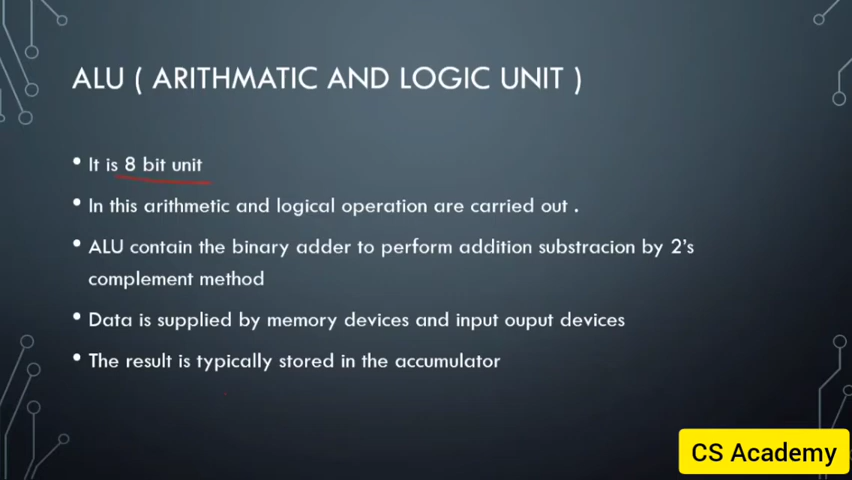 ALU ( ARITHMATIC AND LOGIC UNIT )
• It is 8 bit unit
• In this arithmetic and logical operation are carried out .
• ALU contain the binary adder to perform addition substracion by 2's
complement method
• Data is supplied by memory devices and input ouput devices
• The result is typically stored in the accumulator
CS Academy